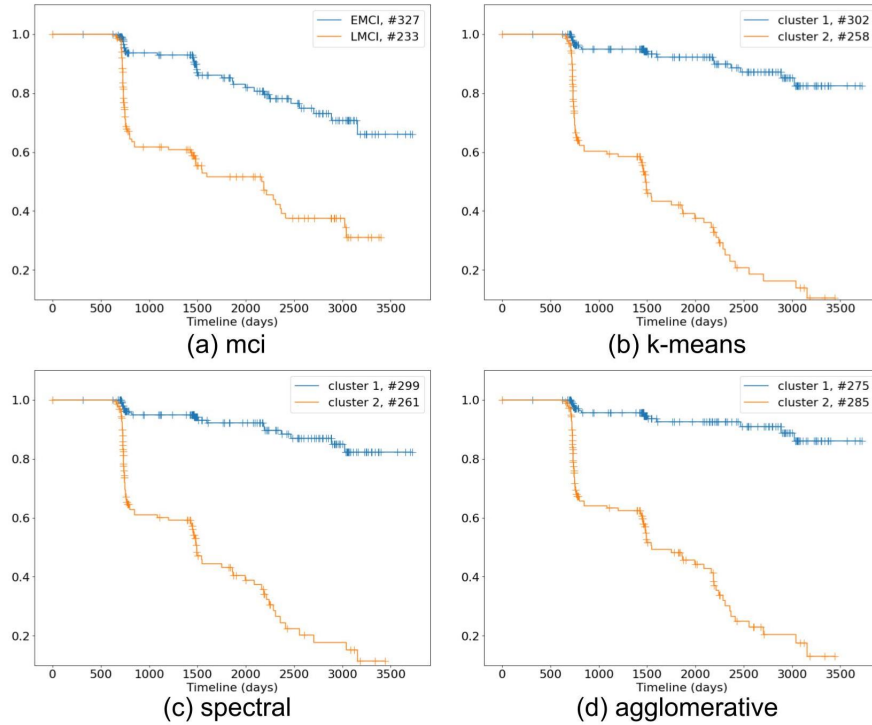 EMCI, #327
LMCI, #233
1.0
0.8
0.6
0.4
0.2
0 500 1000 1500 2000 2500 3000 3500
Timeline (days)
(a) mci
cluster 1, #302
cluster 2, #258
1.0
0.8
0.6
0.4
0.2
0 500 1000 1500 2000 2500 3000 3500
Timeline (days)
(b) k-means
cluster 1, #299
cluster 2, #261
1.0
0.8
0.6
0.4
0.2
0 500 1000 1500 2000 2500 3000 3500
Timeline (days)
(c) spectral
cluster 1, #275
cluster 2, #285
1.0
0.8
0.6
0.4
0.2
0 500 1000 1500 2000 2500 3000 3500
Timeline (days)
(d) agglomerative